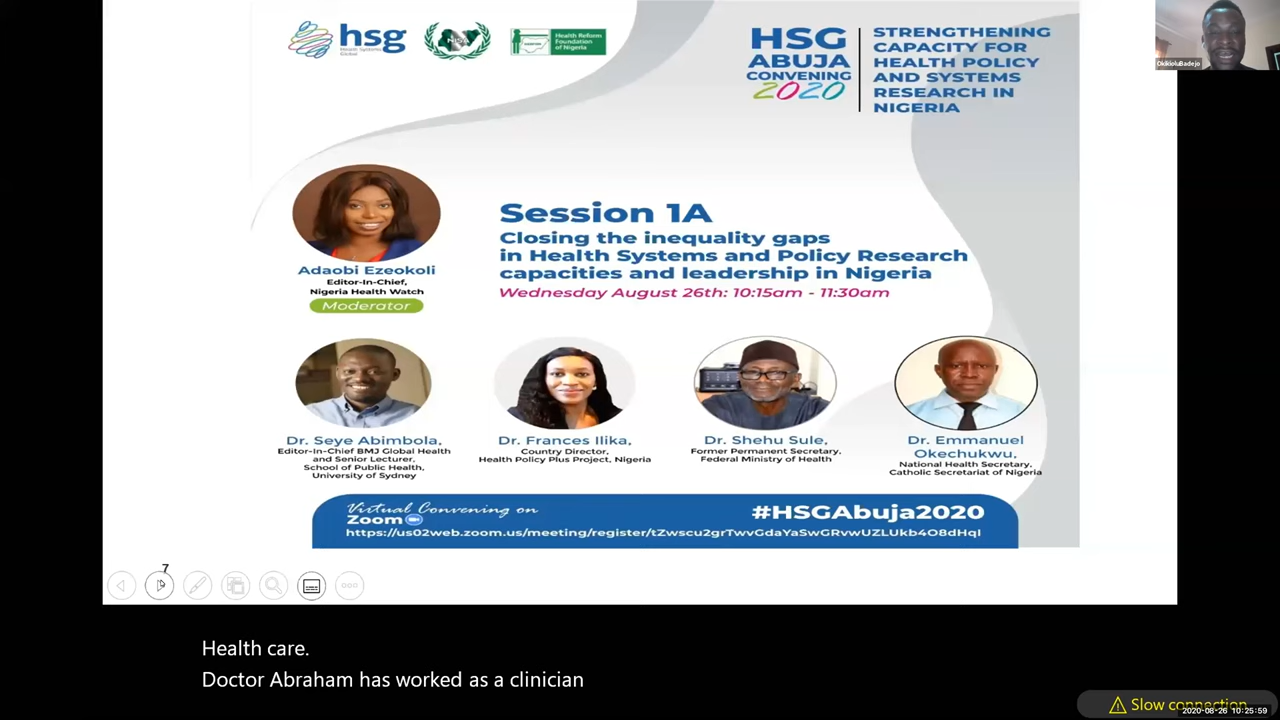 hsg
Health Systems
Global
Health Reform
Foundation
of Nigeria
HSG
ABUJA
CONVENING
2020
STRENGTHENING
CAPACITY FOR
HEALTH POLICY
AND SYSTEMS
RESEARCH IN
NIGERIA
DkikioluBadejo
Session 1A
Closing the inequality gaps
in Health Systems and Policy Research
capacities and leadership in Nigeria
Wednesday August 26th: 10:15am - 11:30am
Adaobi Ezeokoli
Editor-In-Chief,
Nigeria Health Watch
Moderator
Dr. Seye Abimbola,
Editor-In-Chief BMJ Global Health
and Senior Lecturer,
School of Public Health,
University of Sydney
Dr. Frances Ilika,
Country Director,
Health Policy Plus Project, Nigeria
Dr. Shehu Sule,
Former Permanent Secretary,
Federal Ministry of Health
Dr. Emmanuel
Okechukwu,
National Health Secretary,
Catholic Secretariat of Nigeria
Virtual Convening on
Zoom
#HSGAbuja2020
https://us02web.zoom.us/meeting/register/tZwscu2grTwvGdaYaSwGRvwUZLUkb4O8dHqI
7
Health care.
Doctor Abraham has worked as a clinician
Slow connection
2020-08-26 10:25:59